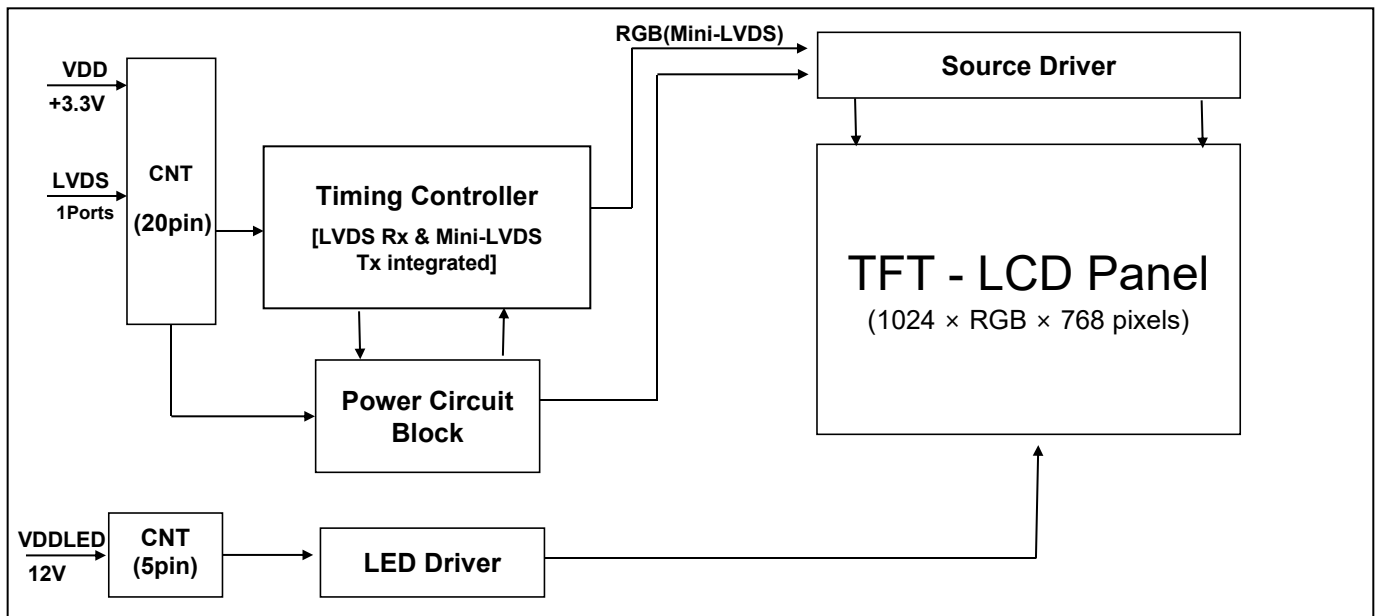 RGB(Mini-LVDS)
VDD
+3.3V
LVDS
1Ports
CNT
(20pin)
Timing Controller
[LVDS Rx & Mini-LVDS
Tx integrated]
Power Circuit
Block
Source Driver
TFT - LCD Panel
(1024 × RGB × 768 pixels)
VDDLED
12V
CNT
(5pin)
LED Driver